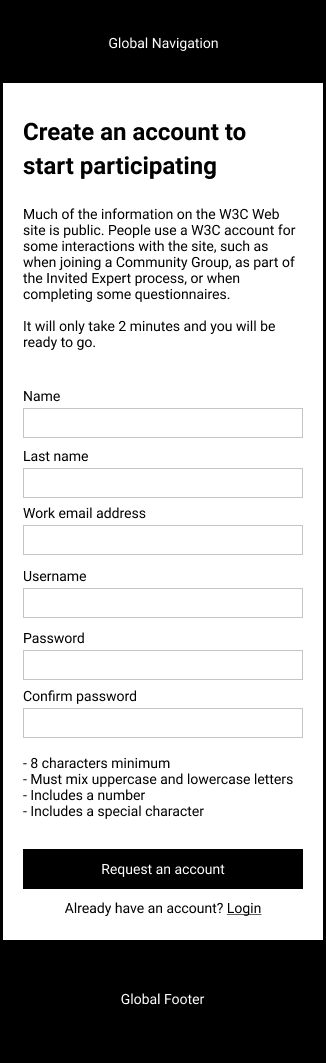 Global Navigation
Create an account to
start participating
Much of the information on the W3C Web
site is public. People use a W3C account for
some interactions with the site, such as
when joining a Community Group, as part of
the Invited Expert process, or when
completing some questionnaires.
It will only take 2 minutes and you will be
ready to go.
Name
Last name
Work email address
Username
Password
Confirm password
- 8 characters minimum
- Must mix uppercase and lowercase letters
- Includes a number
- Includes a special character
Request an account
Already have an account? Login
Global Footer